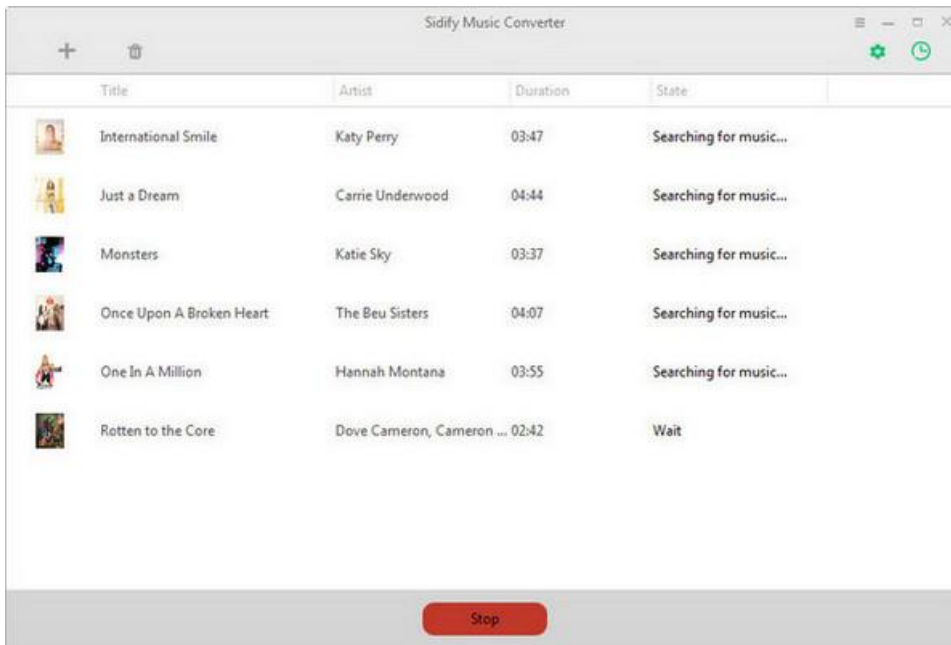 Sidify Music Converter
Title Artist Duration State
International Smile Katy Perry 03:47 Searching for music...
Just a Dream Carrie Underwood 04:44 Searching for music...
Monsters Katie Sky 03:37 Searching for music...
Once Upon A Broken Heart The Beu Sisters 04:07 Searching for music...
One In A Million Hannah Montana 03:55 Searching for music...
Rotten to the Core Dove Cameron, Cameron ... 02:42 Wait
Stop